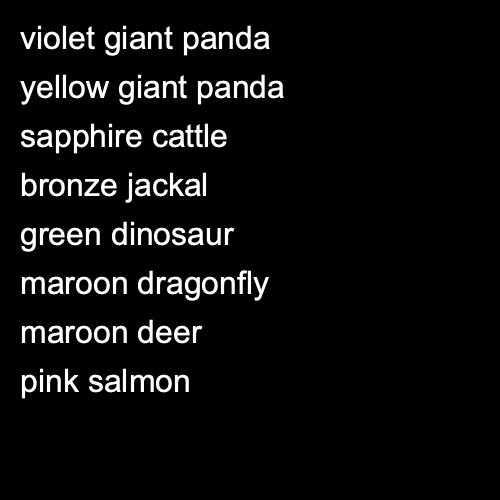 violet giant panda
yellow giant panda
sapphire cattle
bronze jackal
green dinosaur
maroon dragonfly
maroon deer
pink salmon